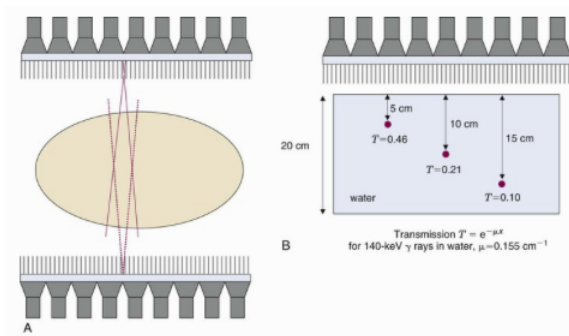 5 cm
10 cm
15 cm
20 cm
T=0.46
T=0.21
T=0.10
water
Transmission T = e^−μx
for 140-keV γ rays in water, μ=0.155 cm⁻¹
B
A